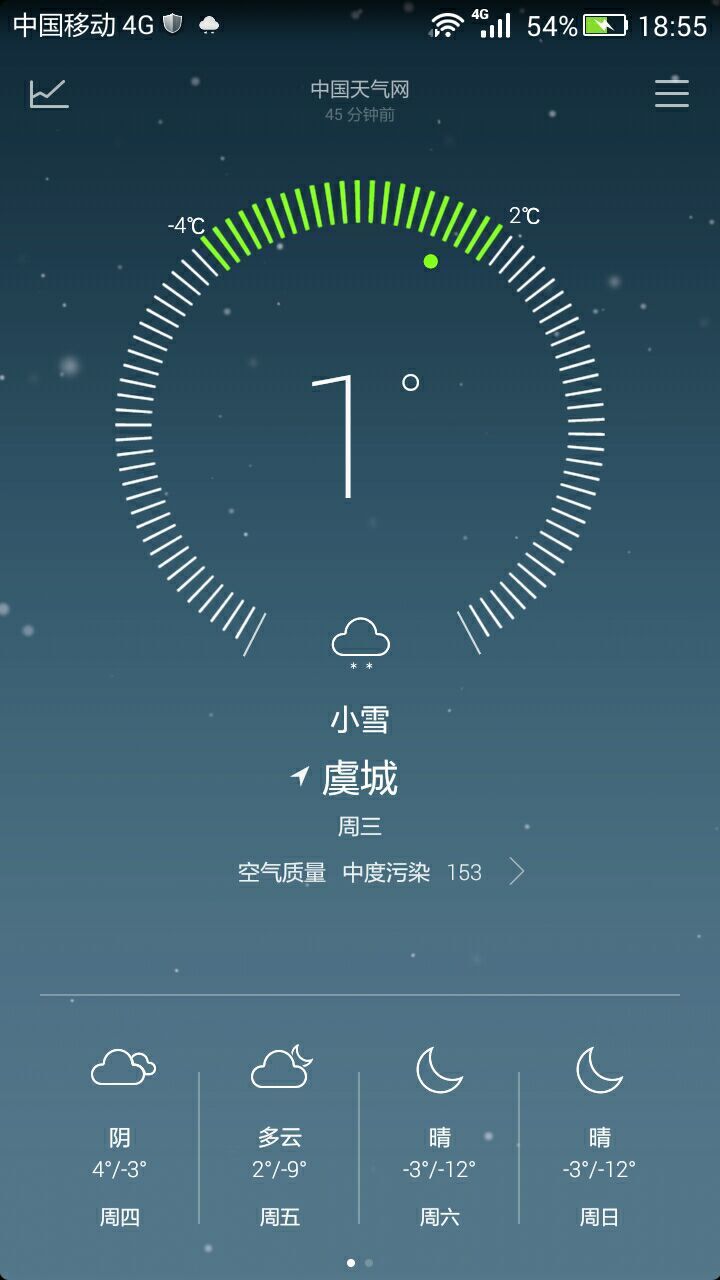 中国移动 4G 4G 54% 18:55
中国天气网
45 分钟前
-4℃ 2℃
1°
小雪
虞城
周三
空气质量 中度污染 153
阴 多云 晴 晴
4°/-3° 2°/-9° -3°/-12° -3°/-12°
周四 周五 周六 周日